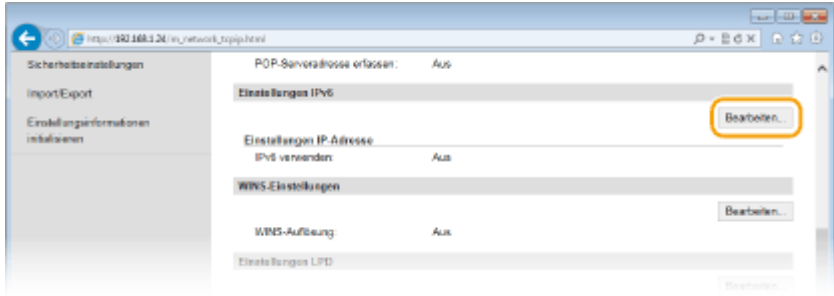 http://192.168.1.24/m_network_tcpip.html
Sicherheitseinstellungen
POP-Serveradresse erfassen: Aus
Import/Export
Einstellungen IPv6
Bearbeiten...
Einstellungsinformationen
initialisieren
Einstellungen IP-Adresse
IPv6 verwenden: Aus
WINS-Einstellungen
Bearbeiten...
WINS-Auflösung: Aus
Einstellungen LPD
Bearbeiten...